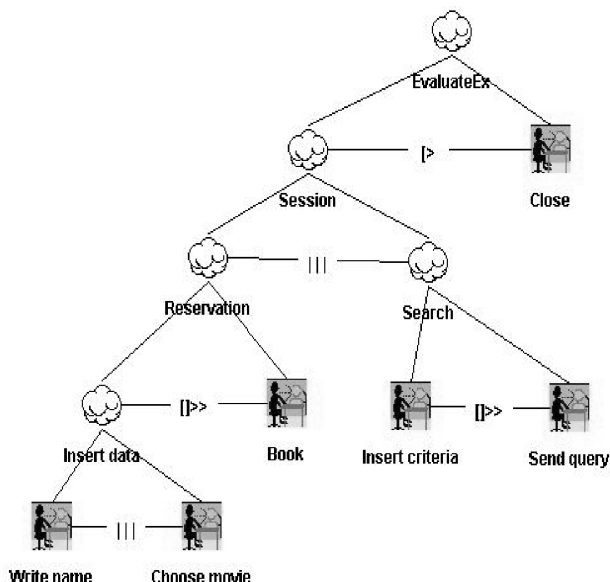 EvaluateEx
[>
Session
Close
|||
Reservation
Search
[]>>
[]>>
Insert data
Book
Insert criteria
Send query
|||
Write name
Choose movie